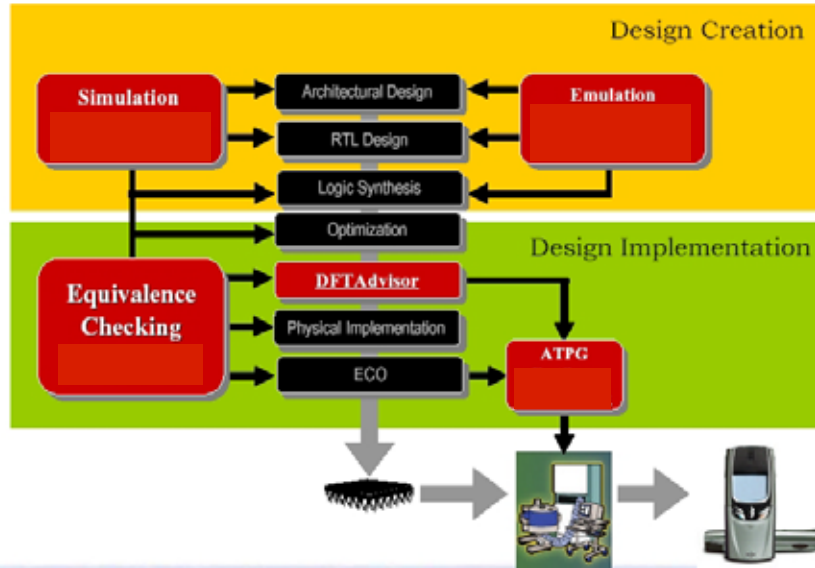 Design Creation
Simulation
Architectural Design
Emulation
RTL Design
Logic Synthesis
Optimization
Design Implementation
Equivalence
Checking
DFTAdvisor
Physical Implementation
ATPG
ECO